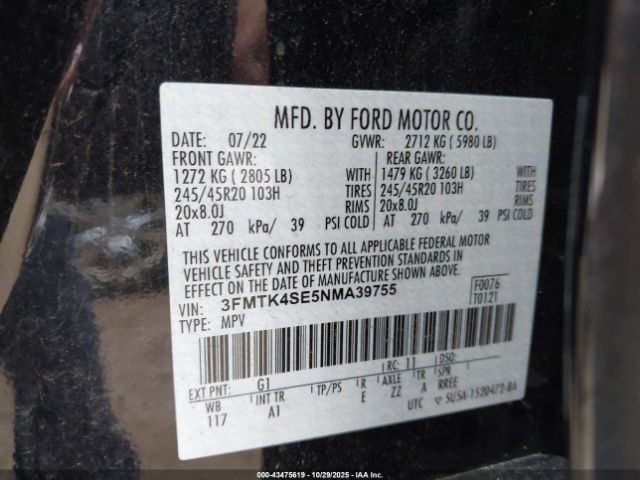 MFD. BY FORD MOTOR CO.
DATE: 07/22 GVWR: 2712 KG ( 5980 LB)
FRONT GAWR: REAR GAWR:
1272 KG ( 2805 LB) WITH 1479 KG ( 3260 LB) WITH
245/45R20 103H TIRES 245/45R20 103H TIRES
20x8.0J RIMS 20x8.0J RIMS
AT 270 kPa/ 39 PSI COLD AT 270 kPa/ 39 PSI COLD
THIS VEHICLE CONFORMS TO ALL APPLICABLE FEDERAL MOTOR
VEHICLE SAFETY AND THEFT PREVENTION STANDARDS IN
EFFECT ON THE DATE OF MANUFACTURE SHOWN ABOVE.
VIN: 3FMTK4SE5NMA39755 F0076
TYPE: MPV T0121
EXT PNT: G1 RC: 11 DSO:
WB INT TR TP/PS R AXLE TR SPR
117 A1 E ZZ A RREE
UTC SU5A-1520472-BA
000-43475619 - 10/29/2025 - IAA Inc.